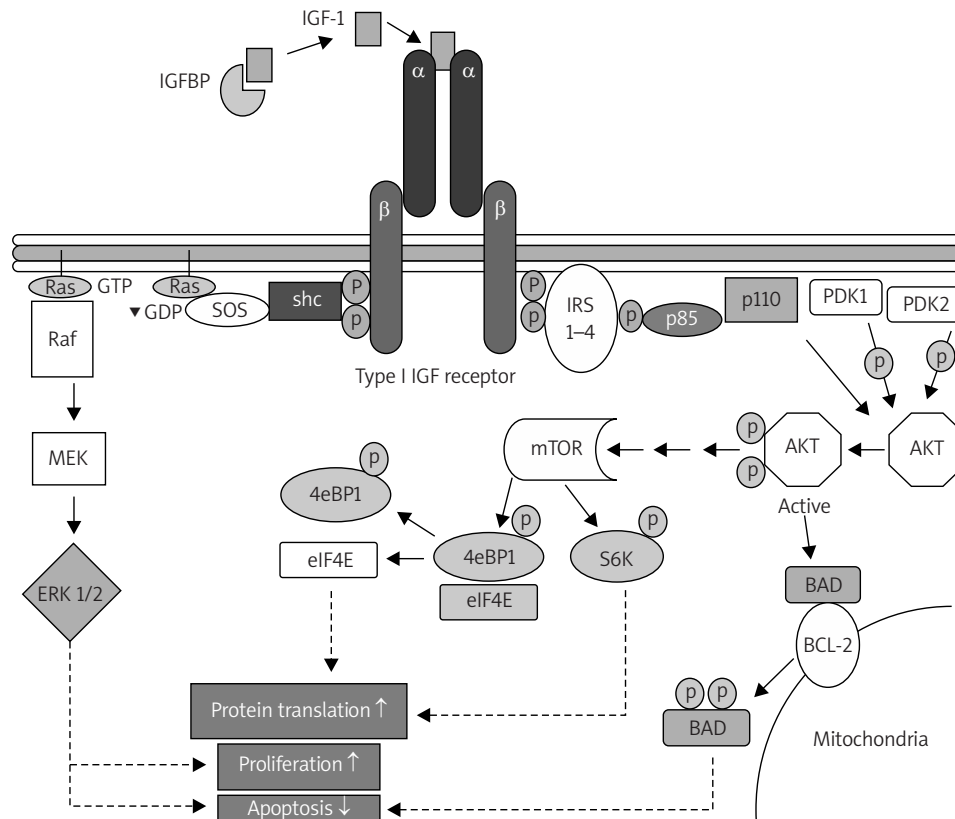 IGF-1
IGFBP
α α
β β
Ras GTP Ras
▼ GDP SOS shc P p
Raf
P p IRS
1–4
p p85 p110 PDK1 PDK2
p p
Type I IGF receptor
MEK
mTOR
p p AKT AKT
Active
p
4eBP1
p
4eBP1
eIF4E
eIF4E
p
S6K
ERK 1/2
BAD
BCL-2
p p
BAD
Mitochondria
Protein translation ↑
Proliferation ↑
Apoptosis ↓